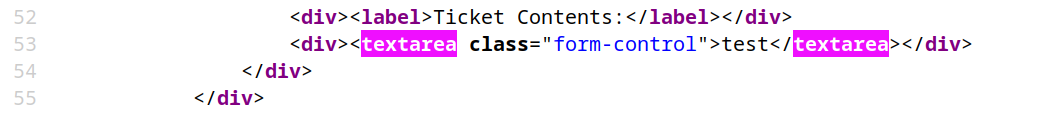 52 <div><label>Ticket Contents:</label></div>
53 <div><textarea class="form-control">test</textarea></div>
54 </div>
55 </div>